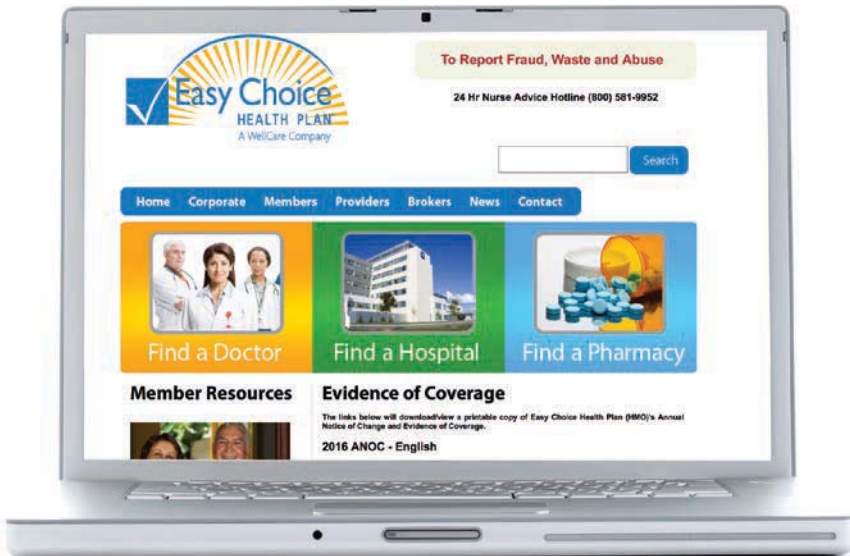 Easy Choice
HEALTH PLAN
A WellCare Company
To Report Fraud, Waste and Abuse
24 Hr Nurse Advice Hotline (800) 581-9952
Search
Home Corporate Members Providers Brokers News Contact
Find a Doctor
Find a Hospital
Find a Pharmacy
Member Resources
Evidence of Coverage
The links below will download/view a printable copy of Easy Choice Health Plan (HMO)'s Annual
Notice of Change and Evidence of Coverage.
2016 ANOC - English